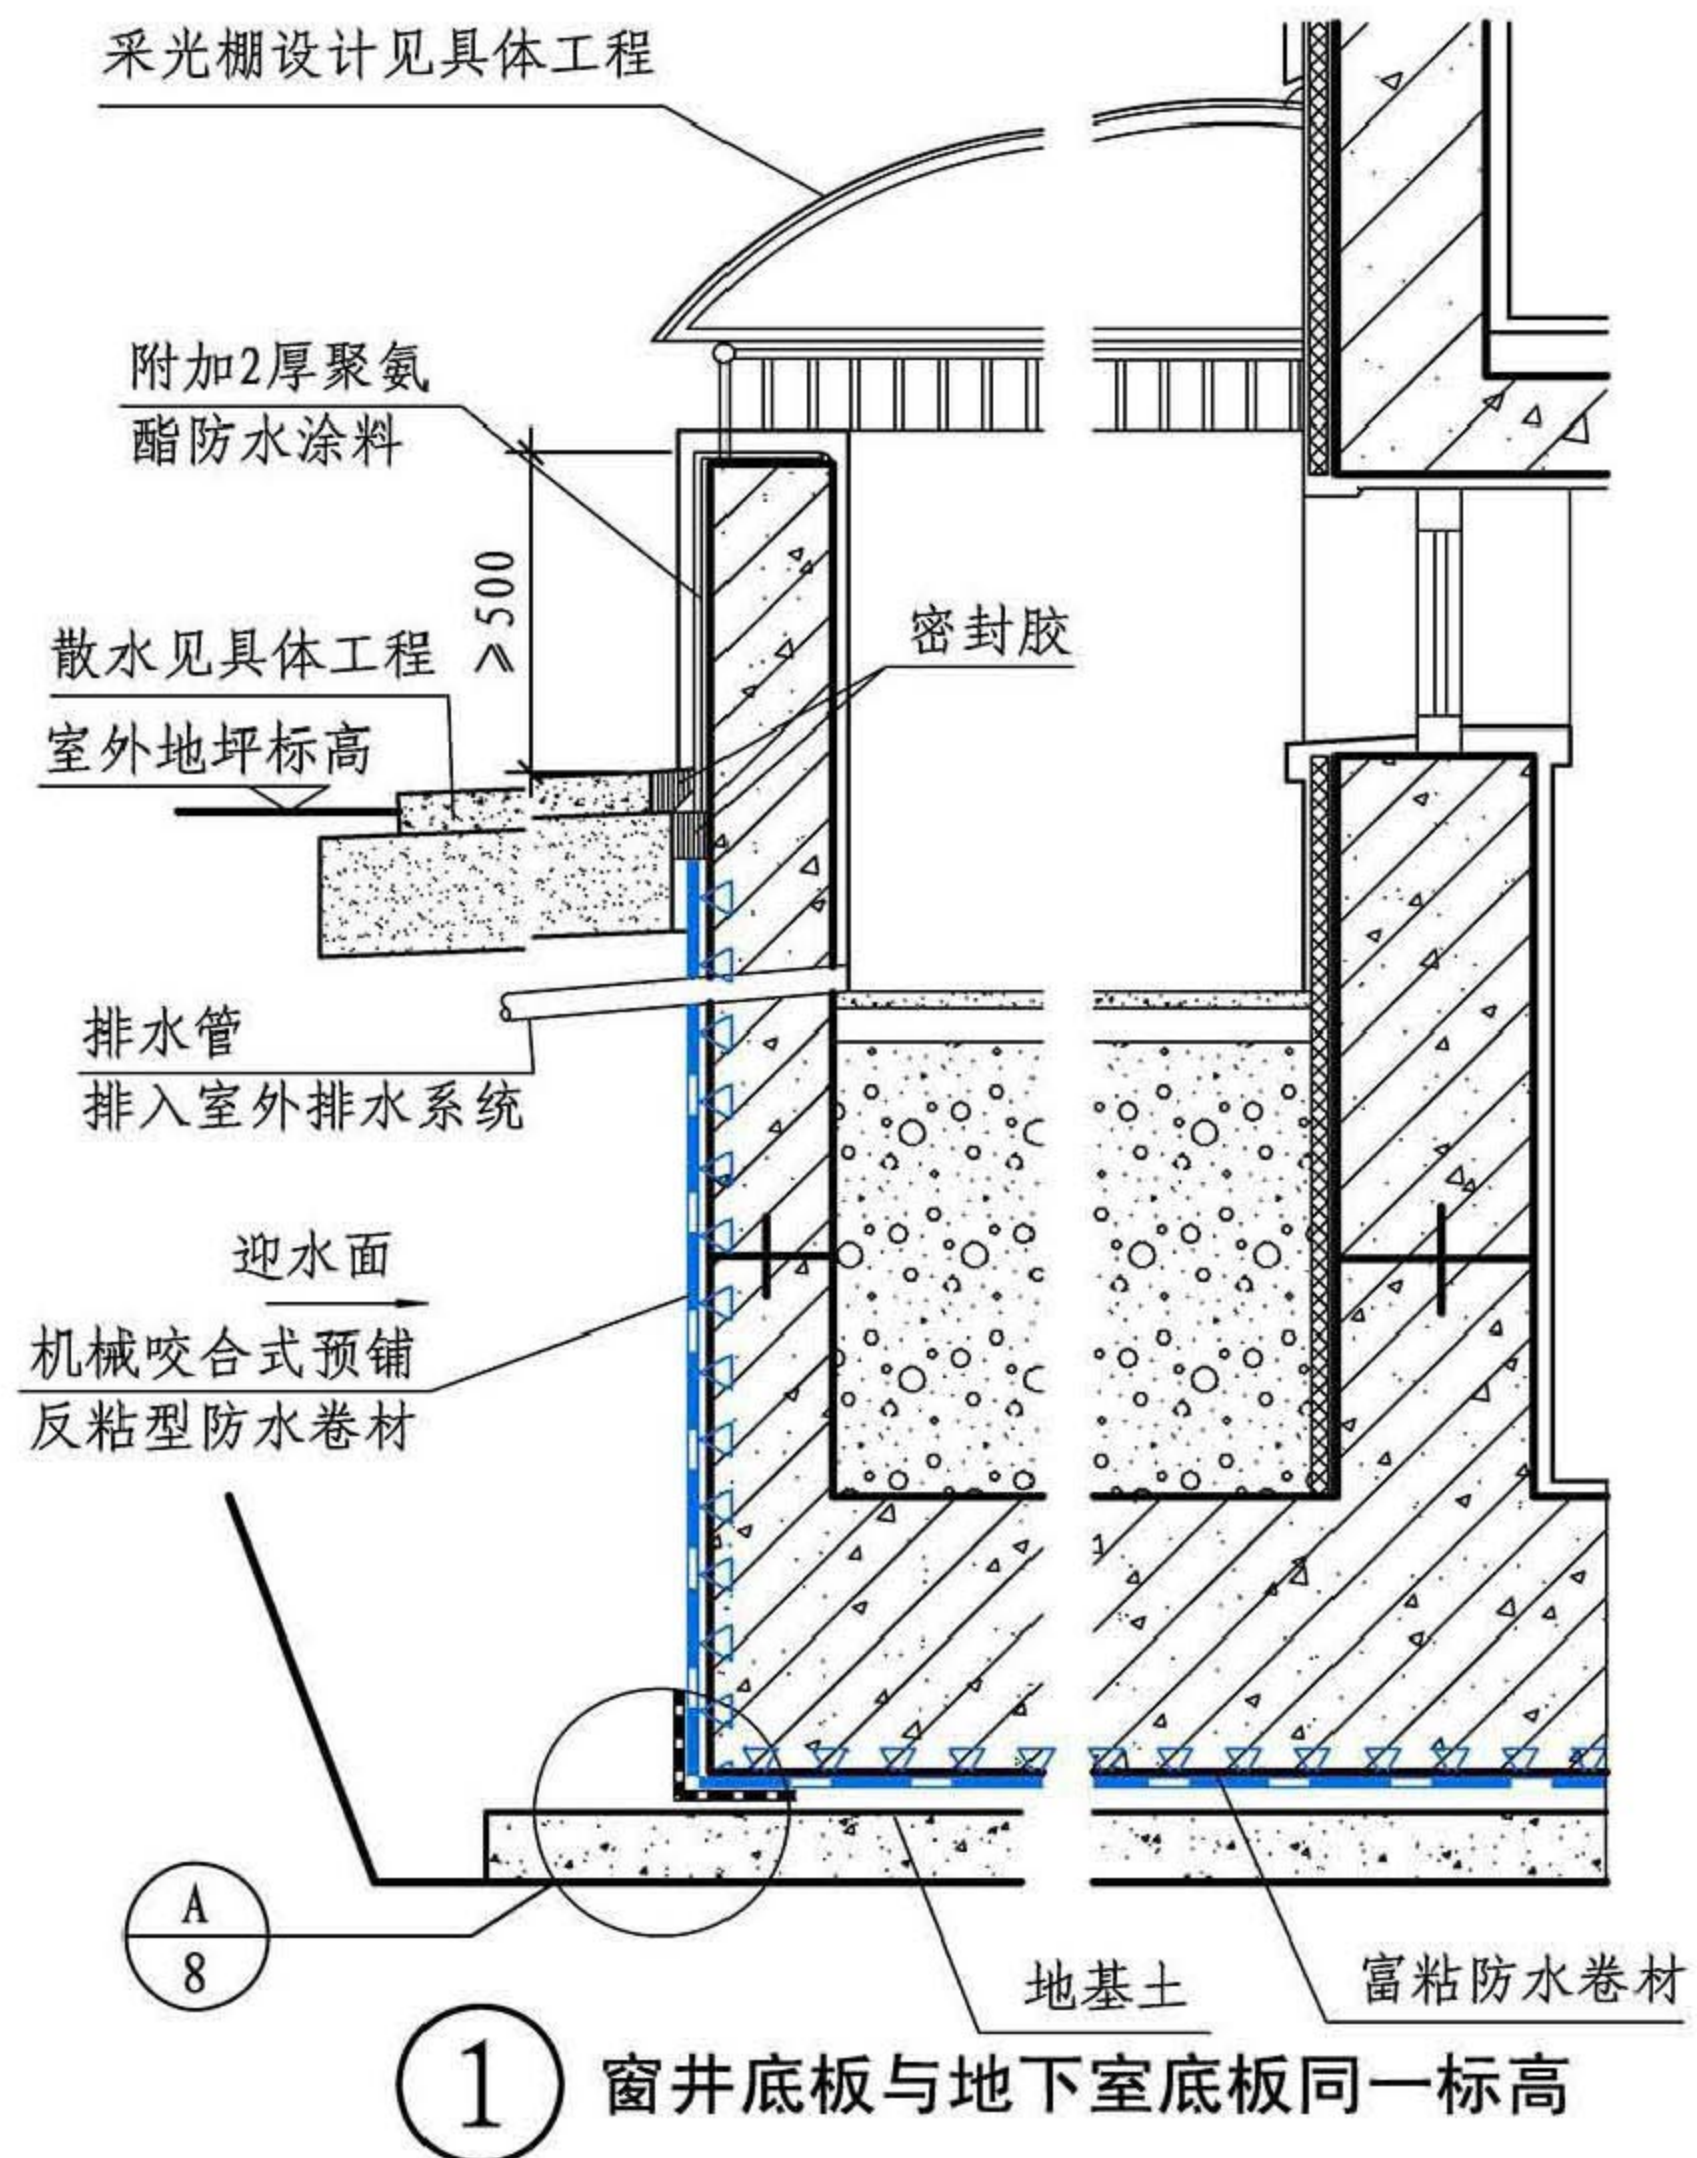 采光棚设计见具体工程
附加2厚聚氨
酯防水涂料
≥500
密封胶
散水见具体工程
室外地坪标高
排水管
排入室外排水系统
迎水面
机械咬合式预铺
反粘型防水卷材
A
8
地基土
富粘防水卷材
1 窗井底板与地下室底板同一标高